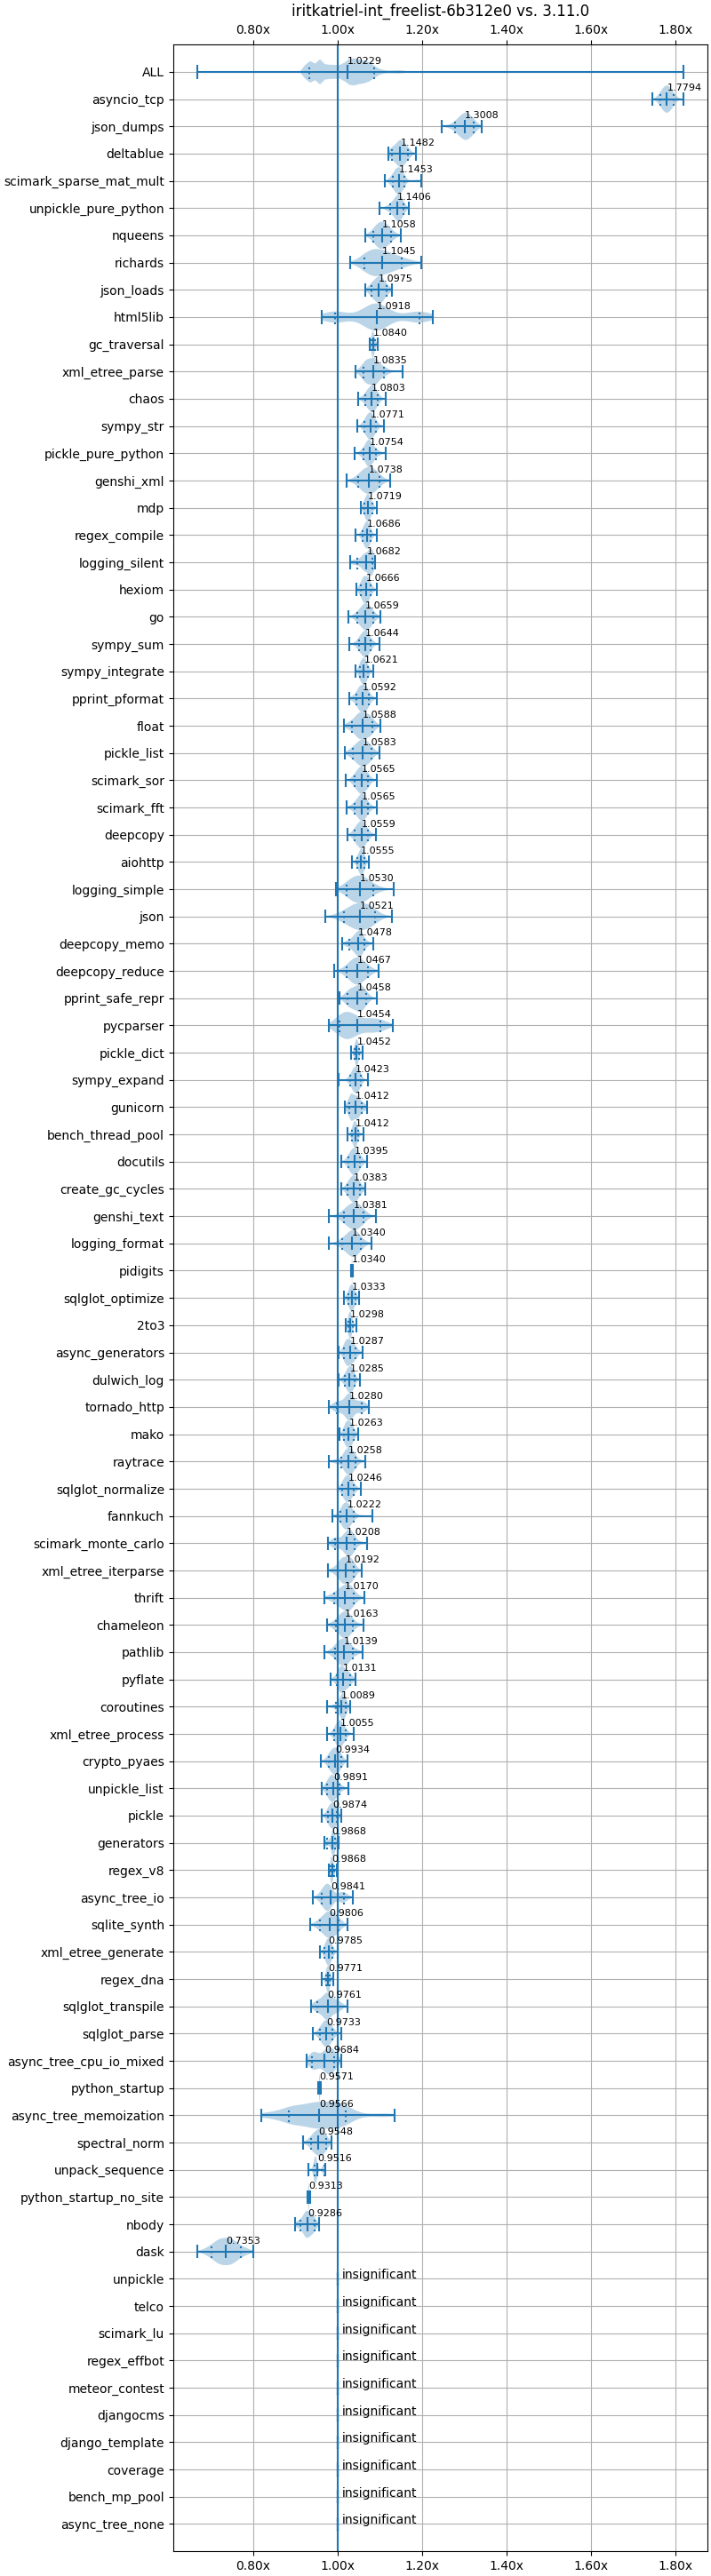 iritkatriel-int_freelist-6b312e0 vs. 3.11.0
0.80x 1.00x 1.20x 1.40x 1.60x 1.80x
ALL 1.0229
asyncio_tcp 1.7794
json_dumps 1.3008
deltablue 1.1482
scimark_sparse_mat_mult 1.1453
unpickle_pure_python 1.1406
nqueens 1.1058
richards 1.1045
json_loads 1.0975
html5lib 1.0918
gc_traversal 1.0840
xml_etree_parse 1.0835
chaos 1.0803
sympy_str 1.0771
pickle_pure_python 1.0754
genshi_xml 1.0738
mdp 1.0719
regex_compile 1.0686
logging_silent 1.0682
hexiom 1.0666
go 1.0659
sympy_sum 1.0644
sympy_integrate 1.0621
pprint_pformat 1.0592
float 1.0588
pickle_list 1.0583
scimark_sor 1.0565
scimark_fft 1.0565
deepcopy 1.0559
aiohttp 1.0555
logging_simple 1.0530
json 1.0521
deepcopy_memo 1.0478
deepcopy_reduce 1.0467
pprint_safe_repr 1.0458
pycparser 1.0454
pickle_dict 1.0452
sympy_expand 1.0423
gunicorn 1.0412
bench_thread_pool 1.0412
docutils 1.0395
create_gc_cycles 1.0383
genshi_text 1.0381
logging_format 1.0340
pidigits 1.0340
sqlglot_optimize 1.0333
2to3 1.0298
async_generators 1.0287
dulwich_log 1.0285
tornado_http 1.0280
mako 1.0263
raytrace 1.0258
sqlglot_normalize 1.0246
fannkuch 1.0222
scimark_monte_carlo 1.0208
xml_etree_iterparse 1.0192
thrift 1.0170
chameleon 1.0163
pathlib 1.0139
pyflate 1.0131
coroutines 1.0089
xml_etree_process 1.0055
crypto_pyaes 0.9934
unpickle_list 0.9891
pickle 0.9874
generators 0.9868
regex_v8 0.9868
async_tree_io 0.9841
sqlite_synth 0.9806
xml_etree_generate 0.9785
regex_dna 0.9771
sqlglot_transpile 0.9761
sqlglot_parse 0.9733
async_tree_cpu_io_mixed 0.9684
python_startup 0.9571
async_tree_memoization 0.9566
spectral_norm 0.9548
unpack_sequence 0.9516
python_startup_no_site 0.9313
nbody 0.9286
dask 0.7353
unpickle insignificant
telco insignificant
scimark_lu insignificant
regex_effbot insignificant
meteor_contest insignificant
djangocms insignificant
django_template insignificant
coverage insignificant
bench_mp_pool insignificant
async_tree_none insignificant
0.80x 1.00x 1.20x 1.40x 1.60x 1.80x